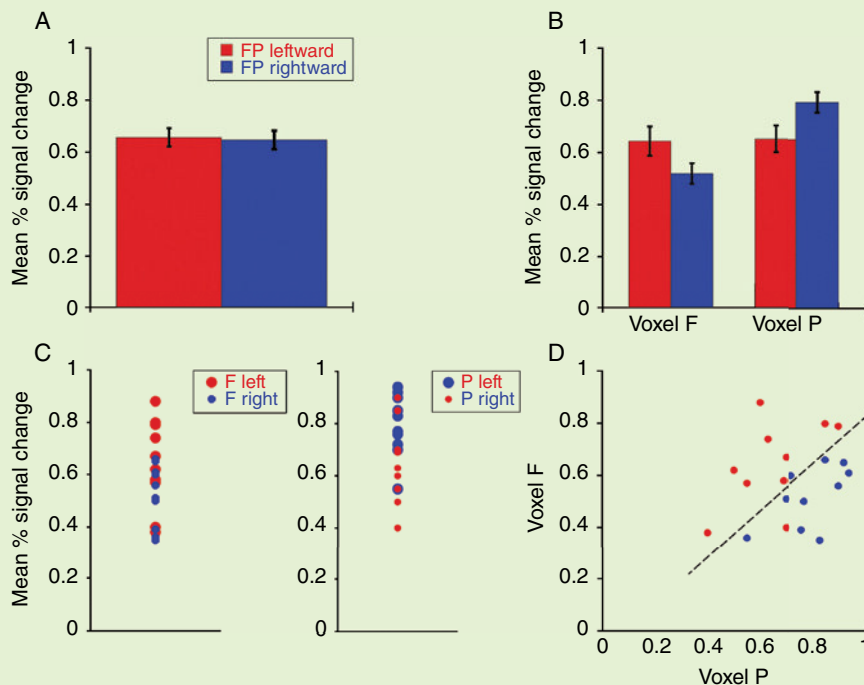 A
1
0.8
0.6
0.4
0.2
0
Mean % signal change
FP leftward
FP rightward
B
1
0.8
0.6
0.4
0.2
0
Mean % signal change
Voxel F
Voxel P
C
1
0.8
0.6
0.4
0.2
0
Mean % signal change
F left
F right
1
0.8
0.6
0.4
0.2
0
P left
P right
D
1
0.8
0.6
0.4
0.2
0
Voxel F
0 0.2 0.4 0.6 0.8 1
Voxel P